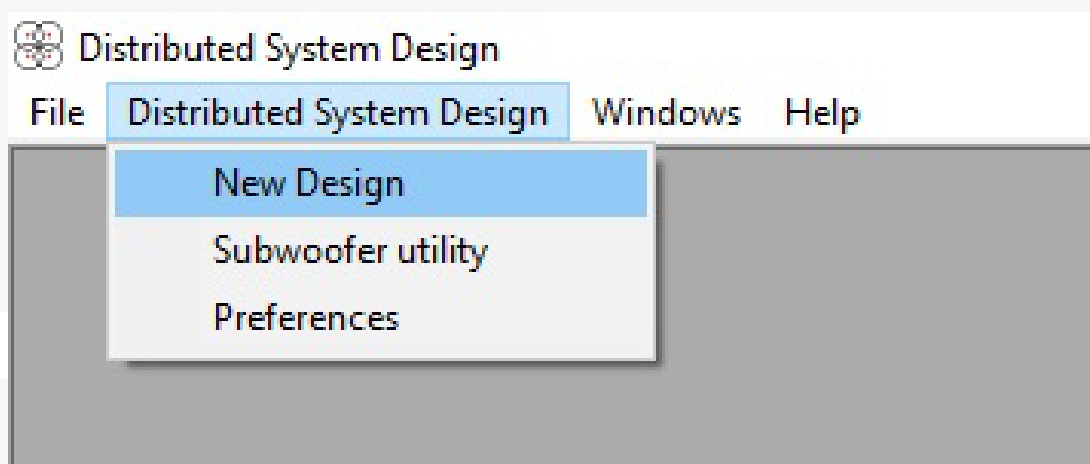 Distributed System Design
File Distributed System Design Windows Help
New Design
Subwoofer utility
Preferences